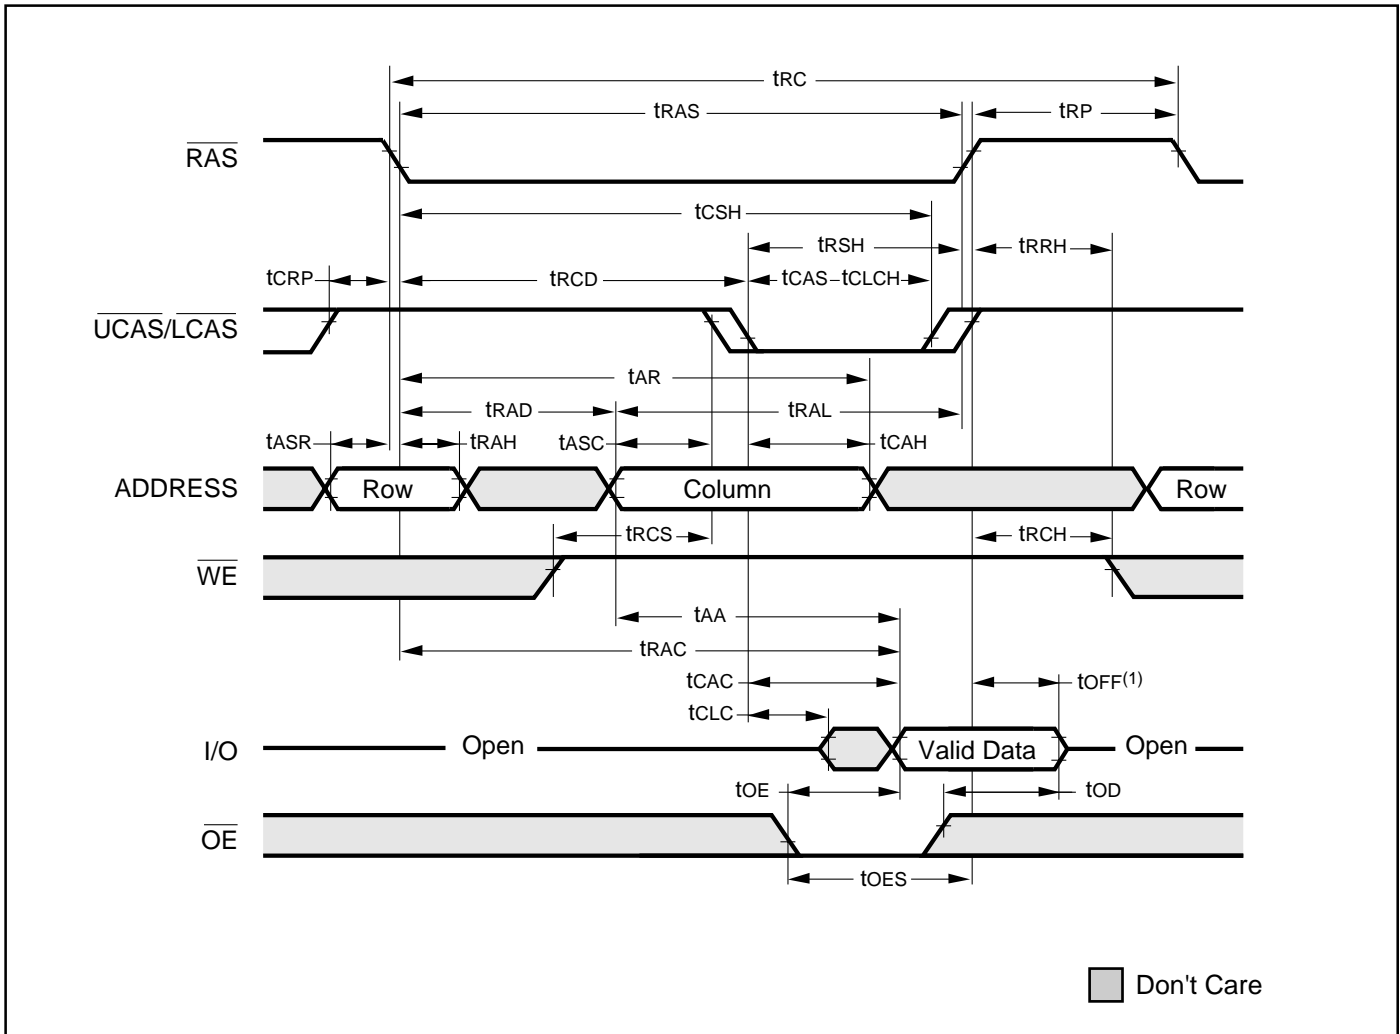 tRC
tRAS tRP
RAS
tCSH
tRSH tRRH
tCRP tRCD tCAS tCLCH
UCAS/LCAS
tAR
tRAD tRAL
tASR tRAH tASC tCAH
ADDRESS Row Column Row
tRCS tRCH
WE
tAA
tRAC
tCAC tOFF(1)
tCLC
I/O Open Valid Data Open
tOE tOD
OE
tOES
Don't Care